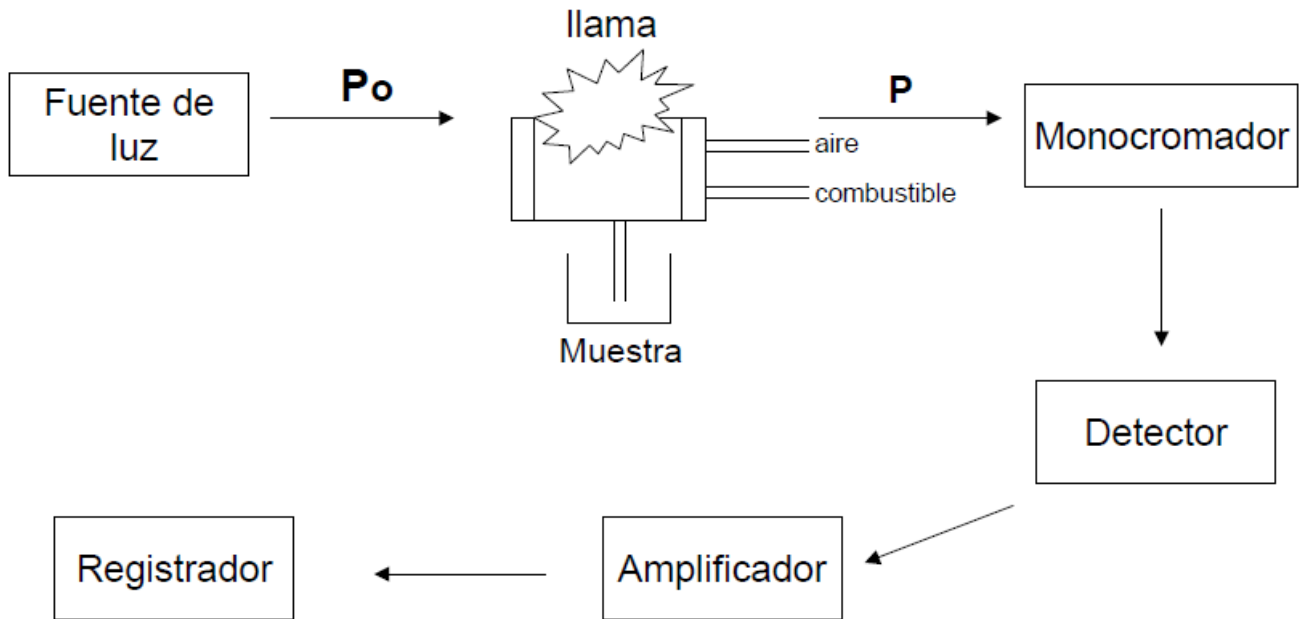 llama
Fuente de
luz
Po
P
Monocromador
aire
combustible
Muestra
Detector
Registrador
Amplificador